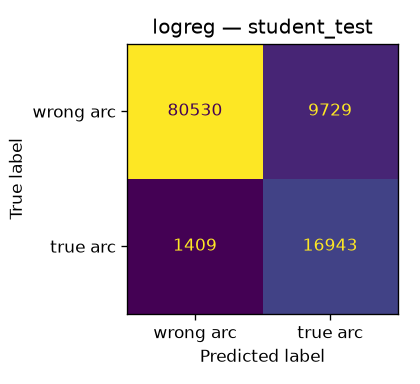 logreg — student_test
True label
wrong arc
80530 9729
true arc
1409 16943
wrong arc true arc
Predicted label